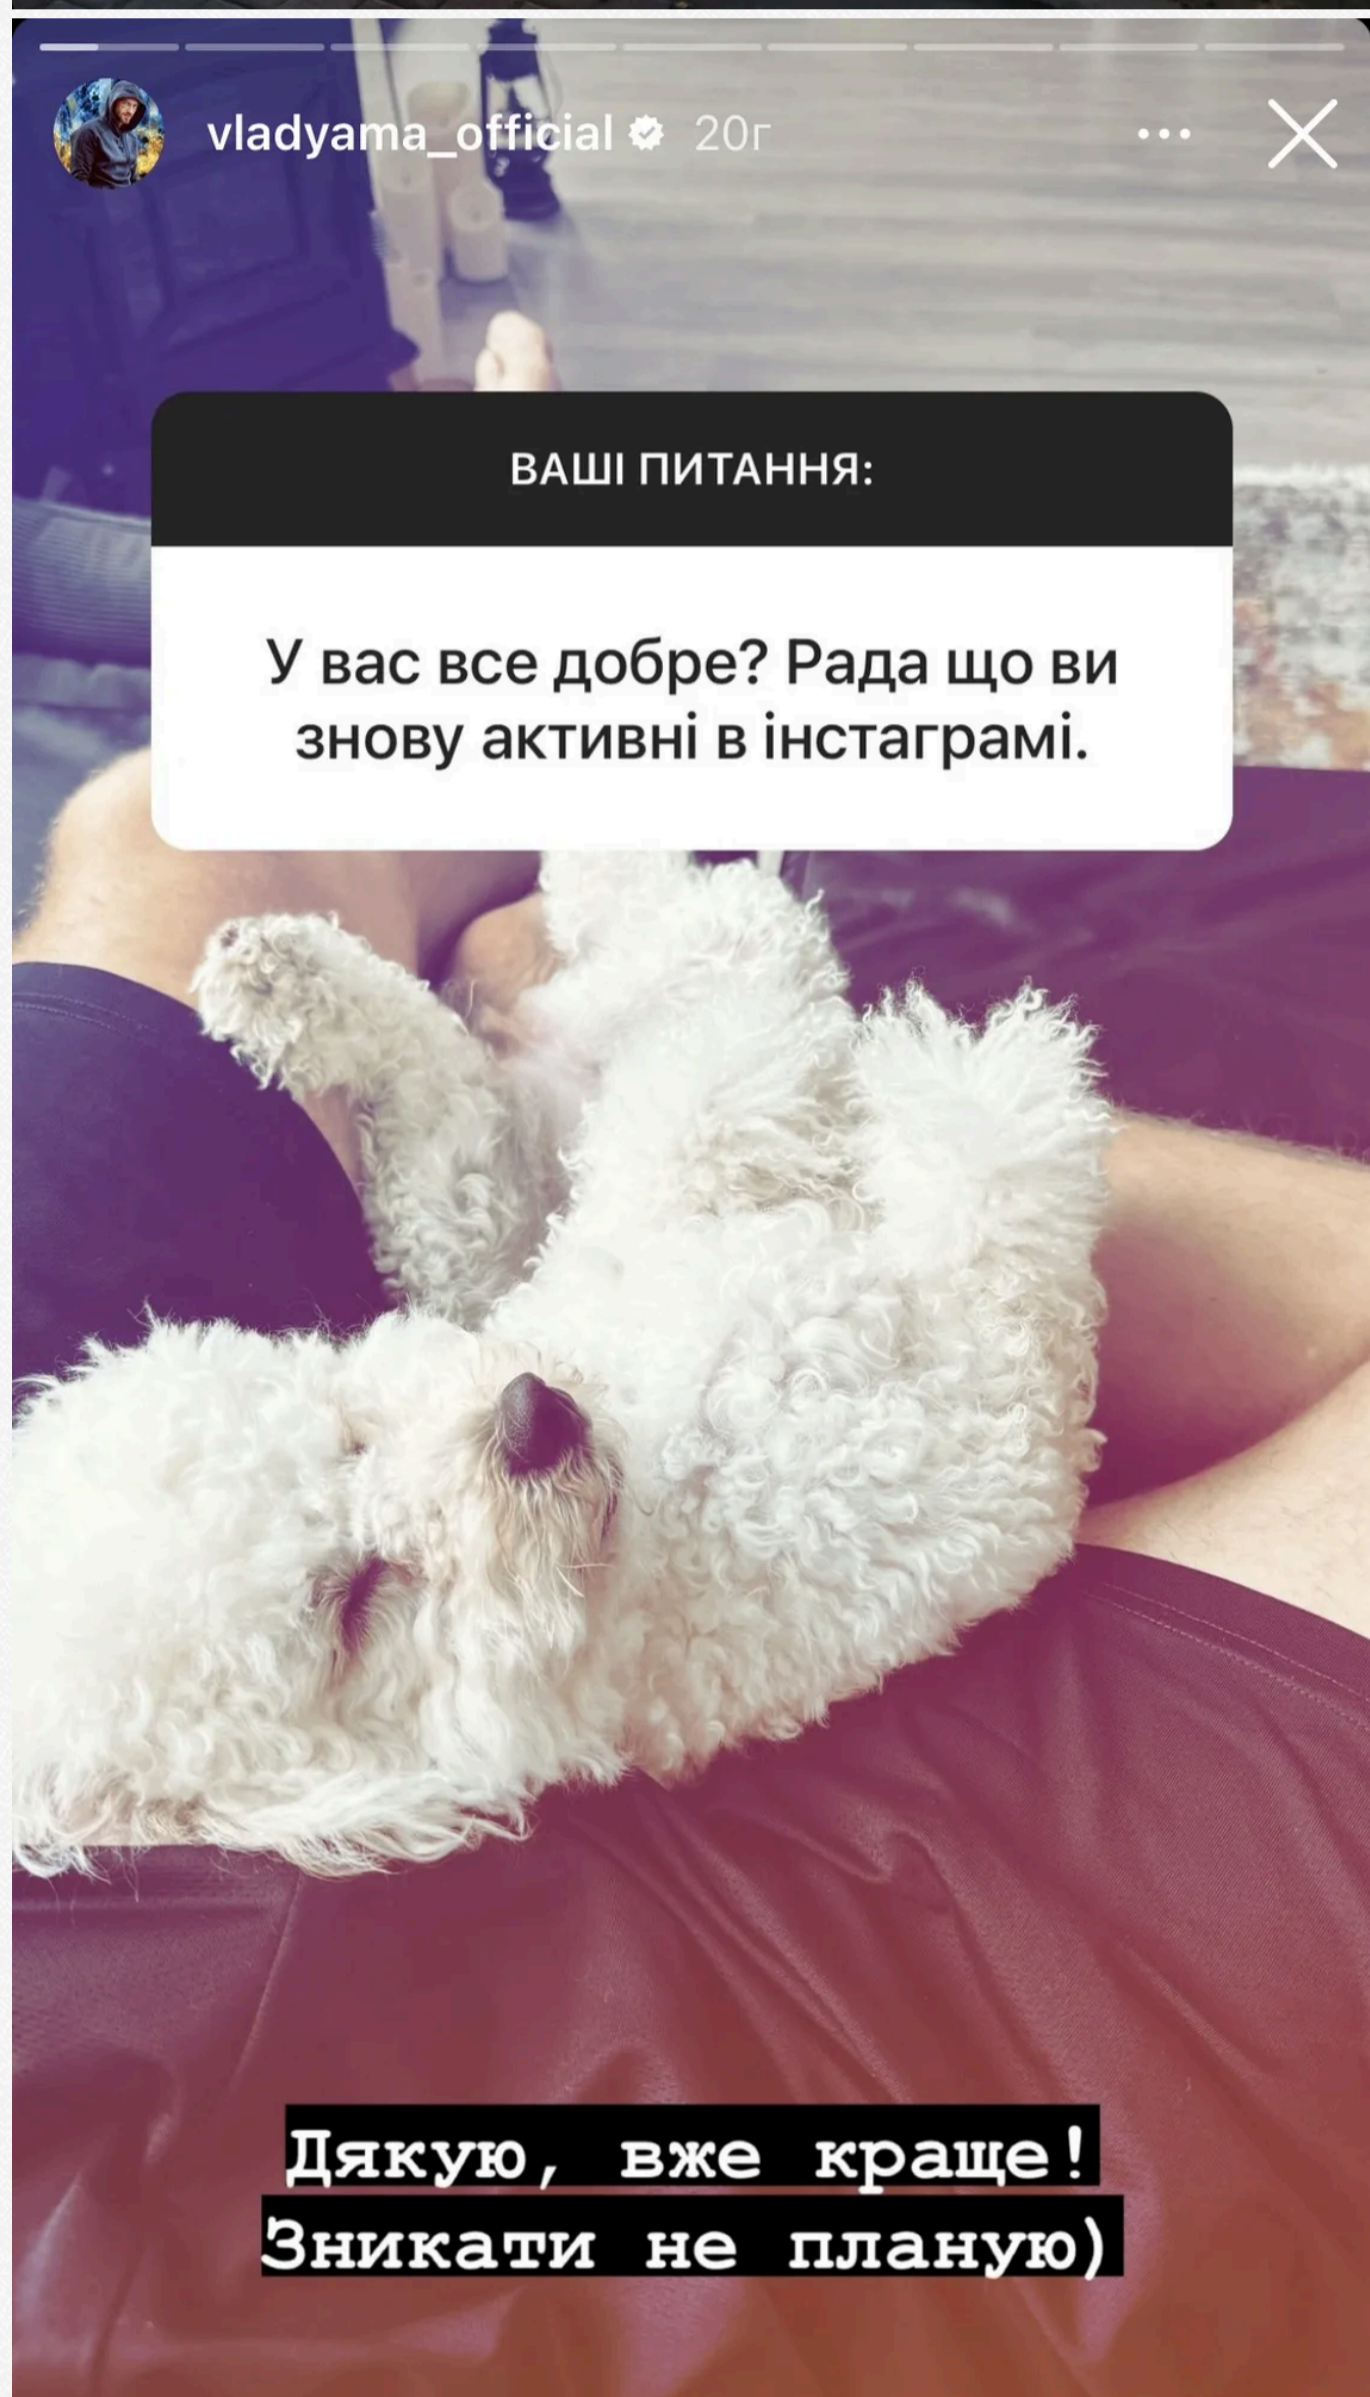 vladyama_official 20г
ВАШІ ПИТАННЯ:
У вас все добре? Рада що ви
знову активні в інстаграмі.
Дякую, вже краще!
Зникати не планую)